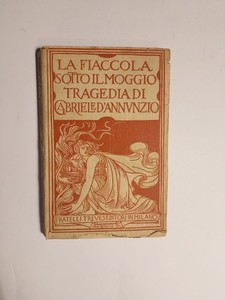 LA FIACCOLA
SOTTO IL MOGGIO
TRAGEDIA DI
GABRIELE D'ANNVNZIO
FRATELLI TREVES EDITORI IN MILANO